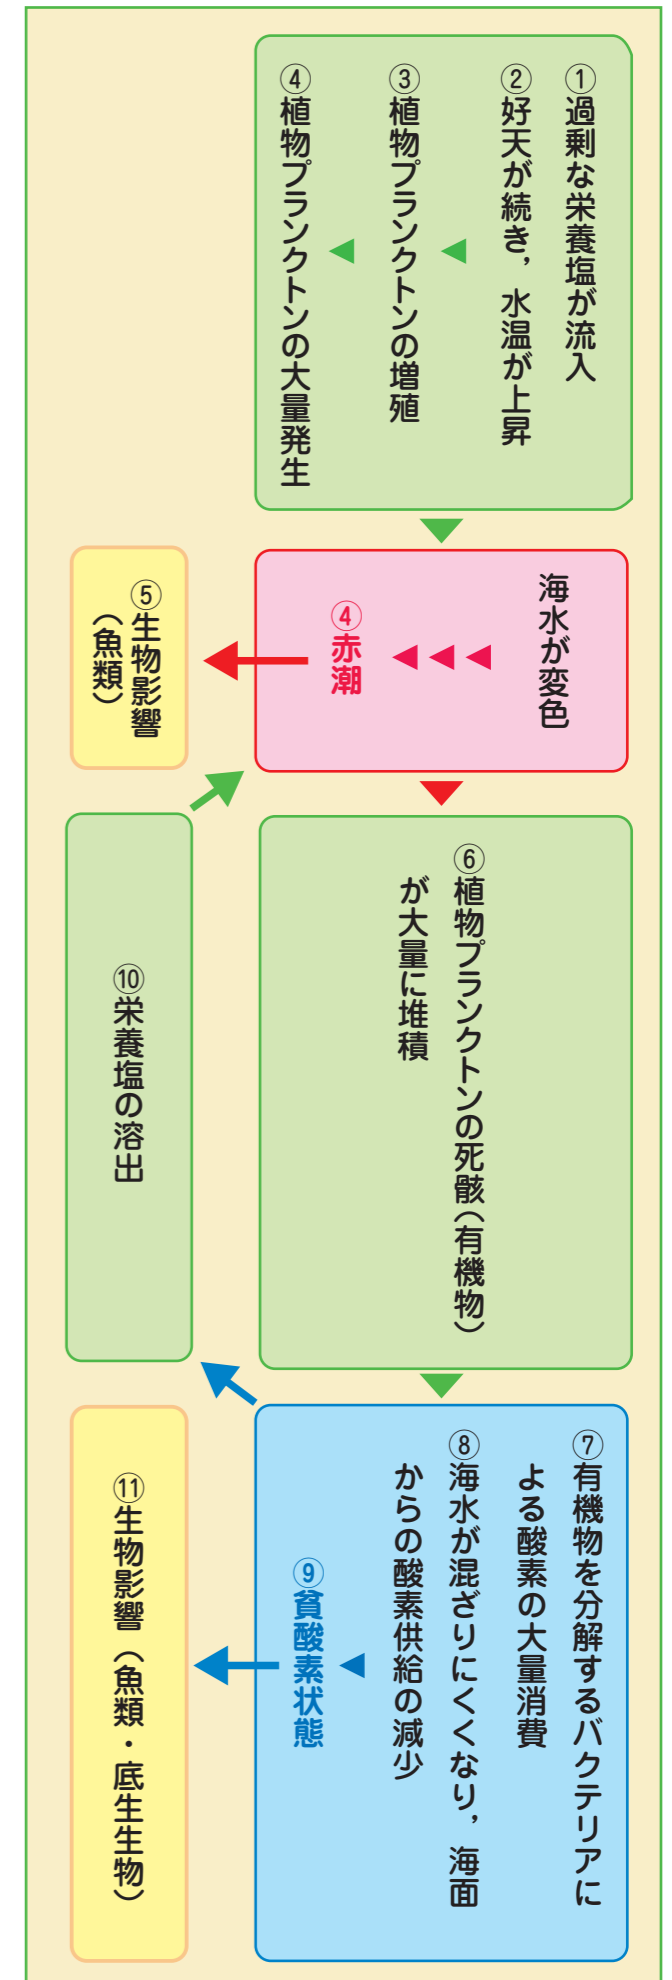 ①過剰な栄養塩が流入
②好天が続き，水温が上昇
③植物プランクトンの増殖
④植物プランクトンの大量発生
海水が変色
④赤潮
⑤生物影響
（魚類）
⑥植物プランクトンの死骸（有機物）
が大量に堆積
⑦有機物を分解するバクテリアに
よる酸素の大量消費
⑧海水が混ざりにくくなり，海面
からの酸素供給の減少
⑨貧酸素状態
⑩栄養塩の溶出
⑪生物影響（魚類・底生生物）